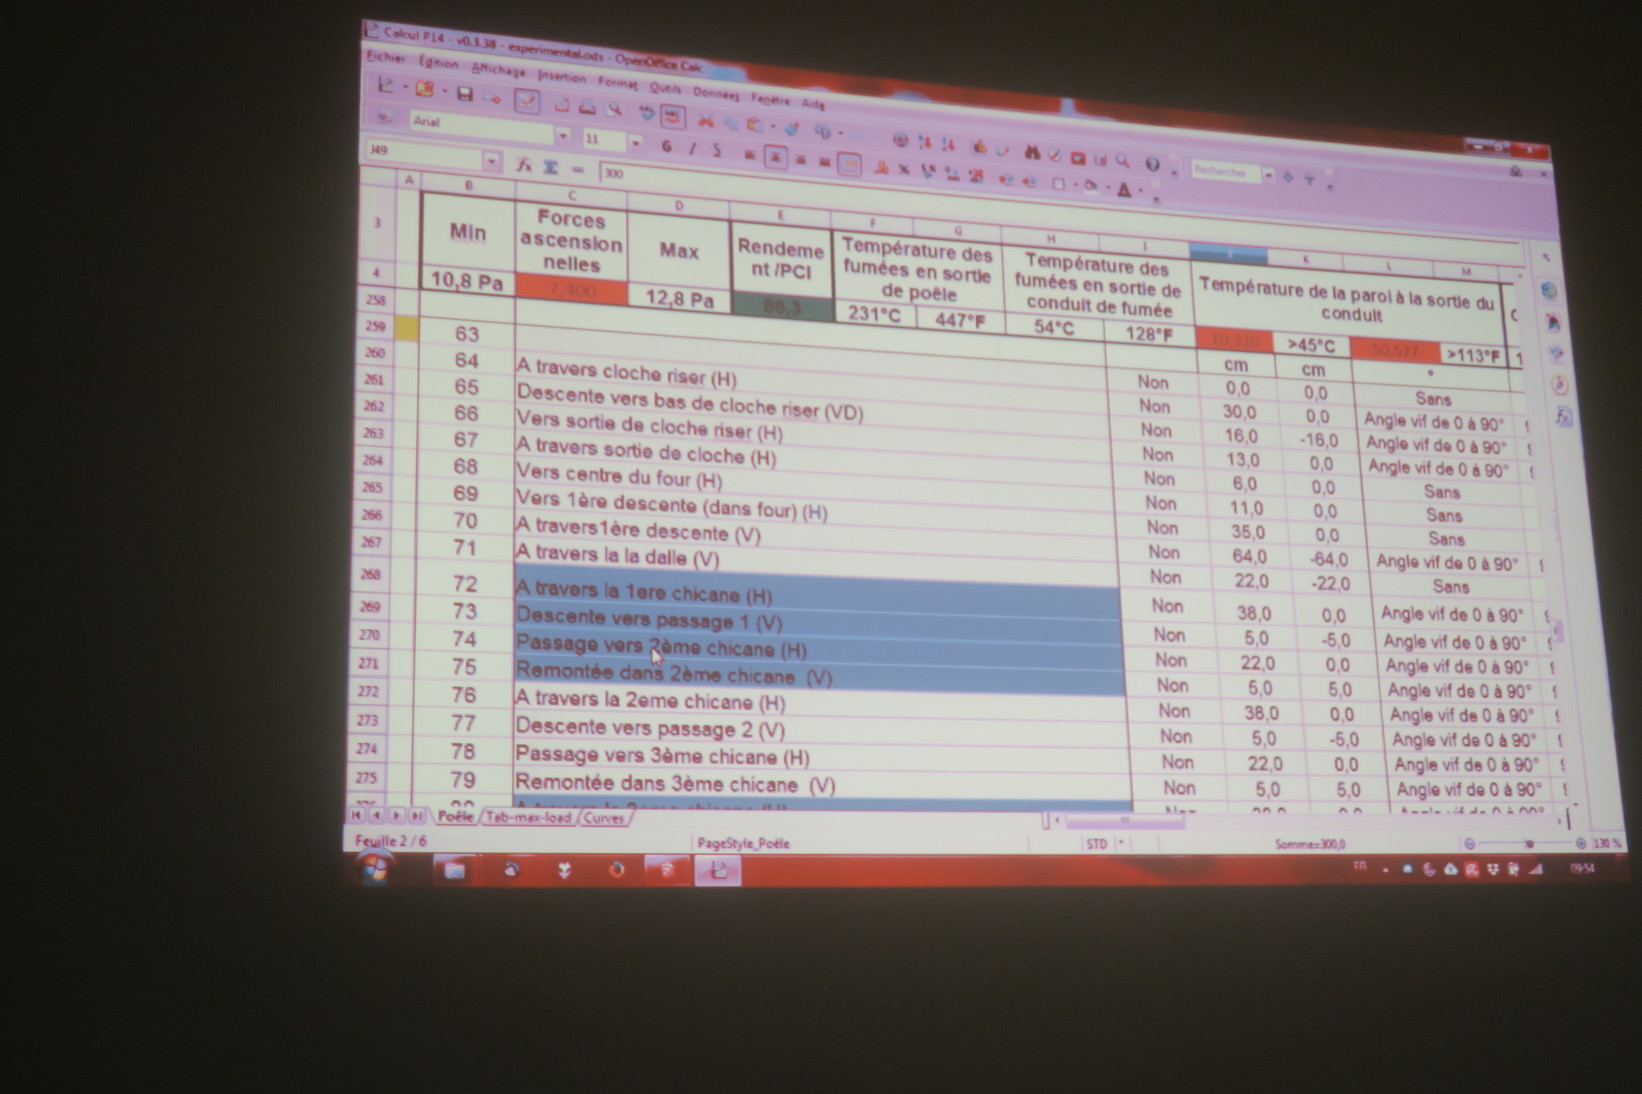 Calcul P14 - v0.3.38 - experimental.ods - OpenOffice Calc
Fichier Édition Affichage Insertion Format Outils Données Fenêtre Aide
Arial 11 G I S
Rechercher
J49 fx Σ = 300
A B C D E F G H I J K L M
3 Min Forces ascension nelles Max Rendeme nt /PCI Température des fumées en sortie de poêle Température des fumées en sortie de conduit de fumée Température de la paroi à la sortie du conduit
4 10,8 Pa 7,400 12,8 Pa 86,3 231°C 447°F 54°C 128°F 10,320 >45°C 50,577 >113°F 1
258 cm cm °
259 63 Non 0,0 0,0 Sans
260 64 A travers cloche riser (H) Non 30,0 0,0 Angle vif de 0 à 90°
261 65 Descente vers bas de cloche riser (VD) Non 16,0 -16,0 Angle vif de 0 à 90°
262 66 Vers sortie de cloche riser (H) Non 13,0 0,0 Angle vif de 0 à 90°
263 67 A travers sortie de cloche (H) Non 6,0 0,0 Sans
264 68 Vers centre du four (H) Non 11,0 0,0 Sans
265 69 Vers 1ère descente (dans four) (H) Non 35,0 0,0 Sans
266 70 A travers1ère descente (V) Non 64,0 -64,0 Angle vif de 0 à 90°
267 71 A travers la la dalle (V) Non 22,0 -22,0 Sans
268 72 A travers la 1ere chicane (H) Non 38,0 0,0 Angle vif de 0 à 90°
269 73 Descente vers passage 1 (V) Non 5,0 -5,0 Angle vif de 0 à 90°
270 74 Passage vers 2ème chicane (H) Non 22,0 0,0 Angle vif de 0 à 90°
271 75 Remontée dans 2ème chicane (V) Non 5,0 5,0 Angle vif de 0 à 90°
272 76 A travers la 2eme chicane (H) Non 38,0 0,0 Angle vif de 0 à 90°
273 77 Descente vers passage 2 (V) Non 5,0 -5,0 Angle vif de 0 à 90°
274 78 Passage vers 3ème chicane (H) Non 22,0 0,0 Angle vif de 0 à 90°
275 79 Remontée dans 3ème chicane (V) Non 5,0 5,0 Angle vif de 0 à 90°
Poêle Tab-max-load Curves
Feuille 2 / 6 PageStyle_Poêle STD * Somme=300,0 130 %
FR 09:54